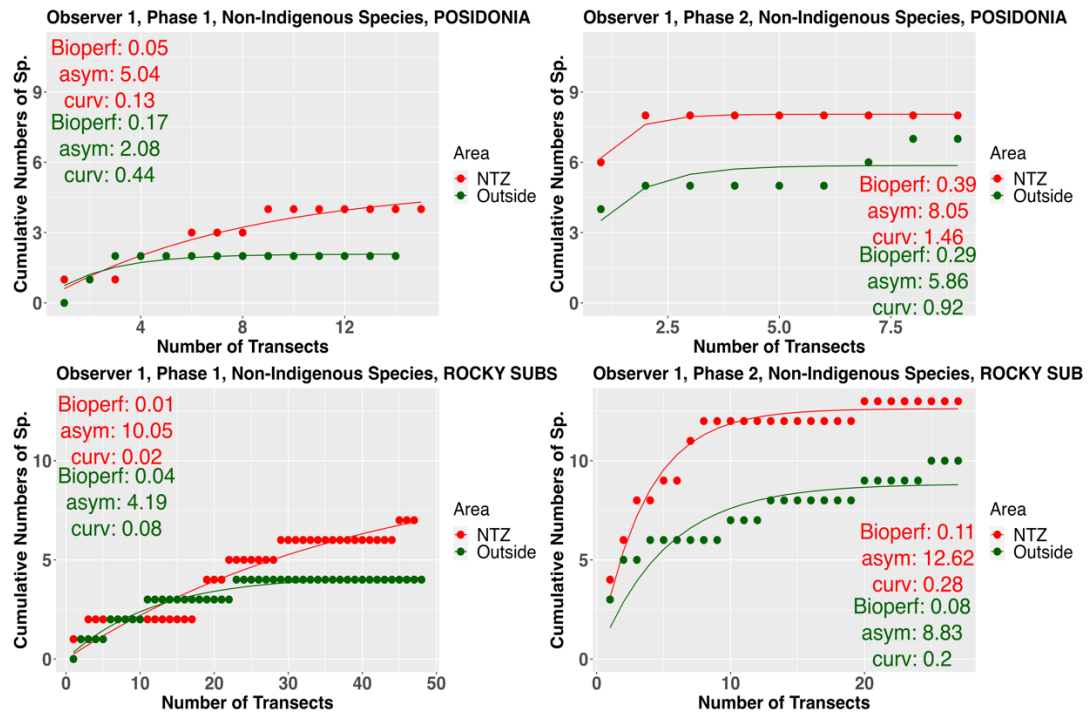 Observer 1, Phase 1, Non-Indigenous Species, POSIDONIA
Bioperf: 0.05
asym: 5.04
curv: 0.13
Bioperf: 0.17
asym: 2.08
curv: 0.44
Cumulative Numbers of Sp.
9
6
3
0
4
8
12
Number of Transects
Area
NTZ
Outside
Observer 1, Phase 2, Non-Indigenous Species, POSIDONIA
Cumulative Numbers of Sp.
9
6
3
0
2.5
5.0
7.5
Number of Transects
Bioperf: 0.39
asym: 8.05
curv: 1.46
Bioperf: 0.29
asym: 5.86
curv: 0.92
Area
NTZ
Outside
Observer 1, Phase 1, Non-Indigenous Species, ROCKY SUBS
Bioperf: 0.01
asym: 10.05
curv: 0.02
Bioperf: 0.04
asym: 4.19
curv: 0.08
Cumulative Numbers of Sp.
10
5
0
0
10
20
30
40
50
Number of Transects
Area
NTZ
Outside
Observer 1, Phase 2, Non-Indigenous Species, ROCKY SUB
Cumulative Numbers of Sp.
10
5
0
0
10
20
Number of Transects
Bioperf: 0.11
asym: 12.62
curv: 0.28
Bioperf: 0.08
asym: 8.83
curv: 0.2
Area
NTZ
Outside